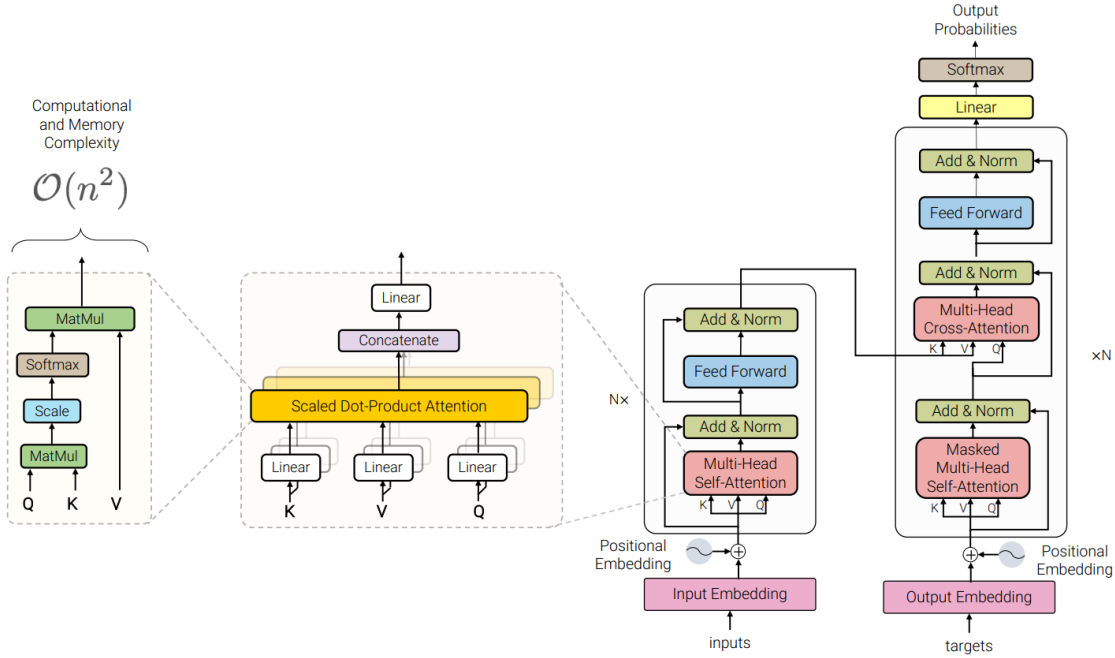 Computational
and Memory
Complexity
𝒪(n²)
MatMul
Softmax
Scale
MatMul
Q K V
Linear
Concatenate
Scaled Dot-Product Attention
Linear Linear Linear
K V Q
Add & Norm
Feed Forward
N×
Add & Norm
Multi-Head
Self-Attention
K V Q
Positional
Embedding
Input Embedding
inputs
Output
Probabilities
Softmax
Linear
Add & Norm
Feed Forward
Add & Norm
Multi-Head
Cross-Attention
K V Q
×N
Add & Norm
Masked
Multi-Head
Self-Attention
K V Q
Positional
Embedding
Output Embedding
targets